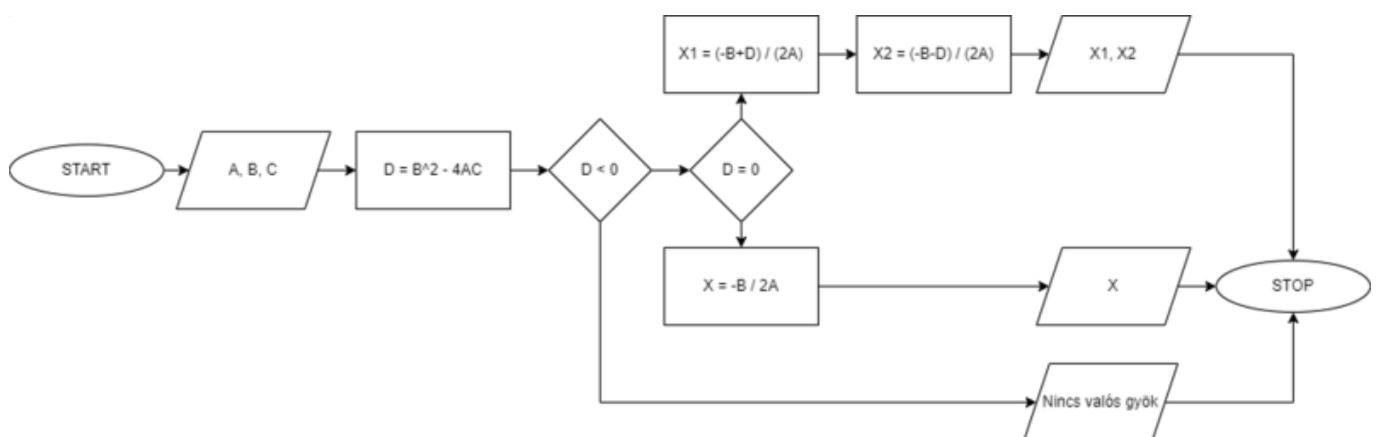 START
A, B, C
D = B^2 - 4AC
D < 0
D = 0
X1 = (-B+D) / (2A)
X2 = (-B-D) / (2A)
X1, X2
X = -B / 2A
X
Nincs valós gyök
STOP